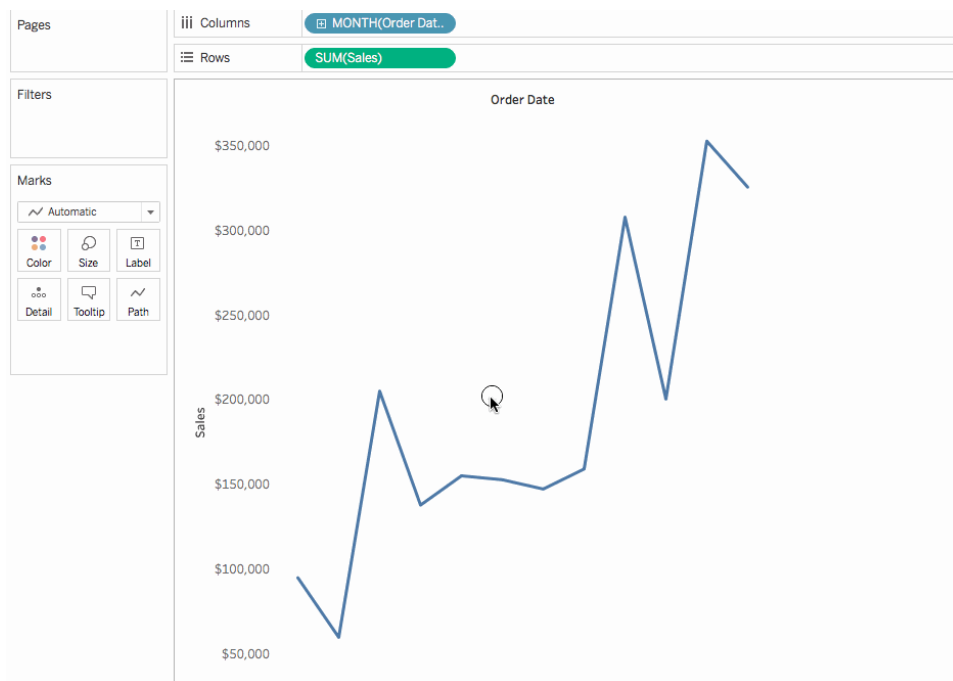 Pages
Columns
MONTH(Order Dat..
Rows
SUM(Sales)
Filters
Marks
Automatic
Color
Size
T
Label
Detail
Tooltip
Path
Order Date
$350,000
$300,000
$250,000
$200,000
$150,000
$100,000
$50,000
Sales